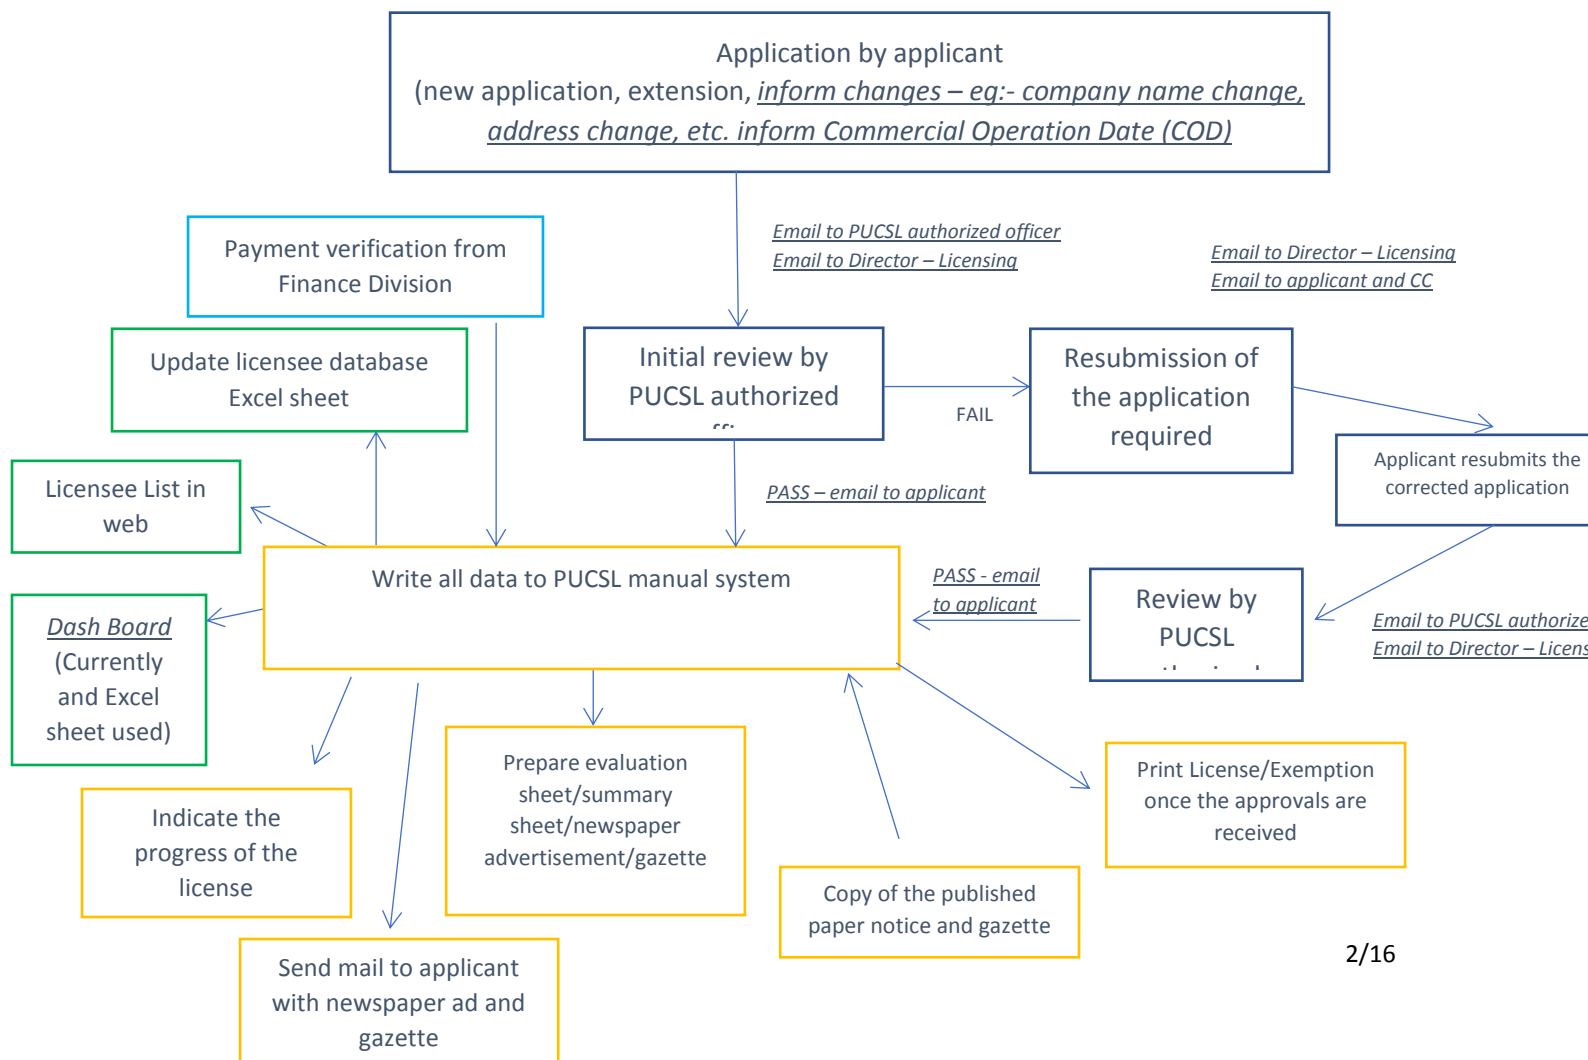 Application by applicant
(new application, extension, inform changes – eg:- company name change,
address change, etc. inform Commercial Operation Date (COD)
Payment verification from
Finance Division
Email to PUCSL authorized officer
Email to Director – Licensing
Email to Director – Licensing
Email to applicant and CC
Update licensee database
Excel sheet
Initial review by
PUCSL authorized
FAIL
Resubmission of
the application
required
Applicant resubmits the
corrected application
Licensee List in
web
PASS – email to applicant
Write all data to PUCSL manual system
PASS - email
to applicant
Review by
PUCSL
Email to PUCSL
Email to Director –
Dash Board
(Currently
and Excel
sheet used)
Indicate the
progress of the
license
Prepare evaluation
sheet/summary
sheet/newspaper
advertisement/gazette
Print License/Exemption
once the approvals are
received
Copy of the published
paper notice and gazette
Send mail to applicant
with newspaper ad and
gazette
2/16